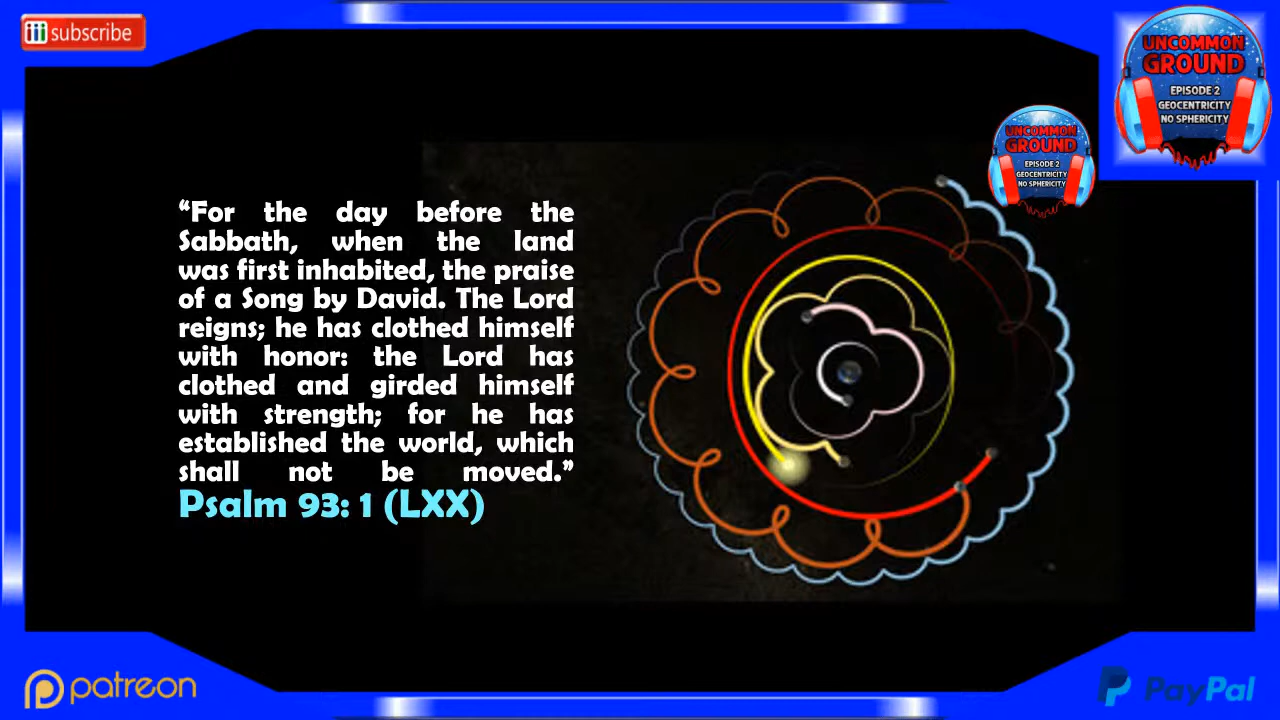 subscribe
UNCOMMON
GROUND
EPISODE 2
GEOCENTRICITY
NO SPHERICITY
UNCOMMON
GROUND
EPISODE 2
GEOCENTRICITY
NO SPHERICITY
“For the day before the
Sabbath, when the land
was first inhabited, the praise
of a Song by David. The Lord
reigns; he has clothed himself
with honor: the Lord has
clothed and girded himself
with strength; for he has
established the world, which
shall not be moved.”
Psalm 93: 1 (LXX)
patreon
PayPal